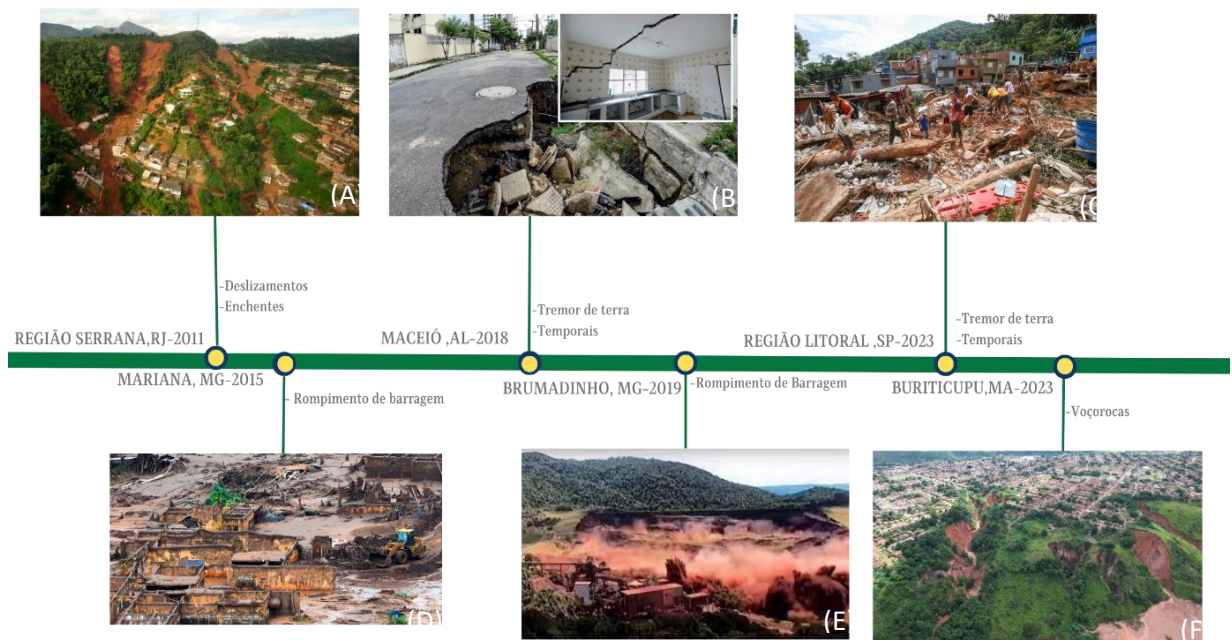 (A)
(B
(C
-Deslizamentos
-Enchentes
-Tremor de terra
-Temporais
-Tremor de terra
-Temporais
REGIÃO SERRANA,RJ-2011
MACEIÓ ,AL-2018
REGIÃO LITORAL ,SP-2023
MARIANA, MG-2015
BRUMADINHO, MG-2019
-Rompimento de Barragem
BURITICUPU,MA-2023
- Rompimento de barragem
-Voçorocas
(D)
(E)
(F